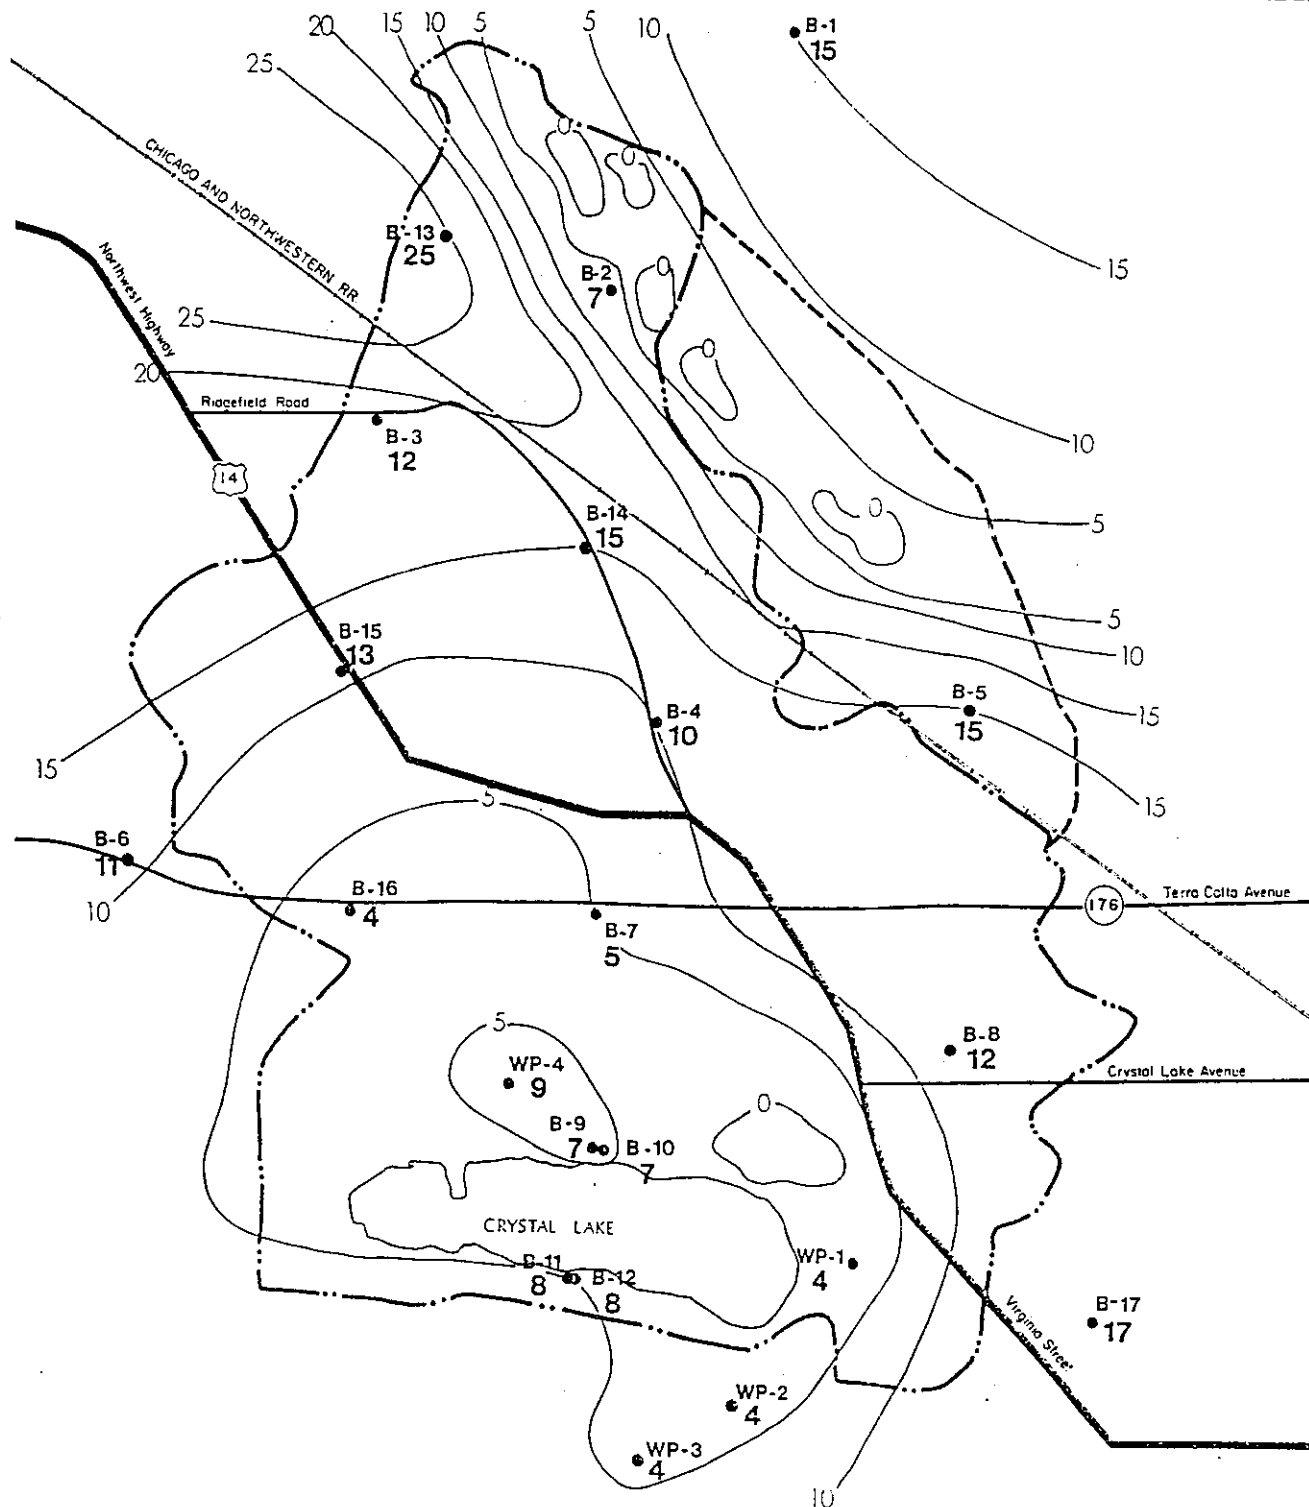 20
15
10
5
5
10
B-1
15
25
CHICAGO AND NORTHWESTERN RR.
0
0
B-13
25
Northwest Highway
15
B-2
7
0
25
0
20
Ridgefield Road
B-3
12
10
14
B-14
15
0
5
5
B-15
13
10
B-4
10
B-5
15
15
15
15
5
B-6
11
B-16
4
10
B-7
5
176
Terra Cotta Avenue
5
B-8
12
WP-4
9
Crystal Lake Avenue
0
B-9
7
B-10
7
CRYSTAL LAKE
B-11
8
B-12
8
WP-1
4
Virginia Street
B-17
17
WP-2
4
WP-3
4
10